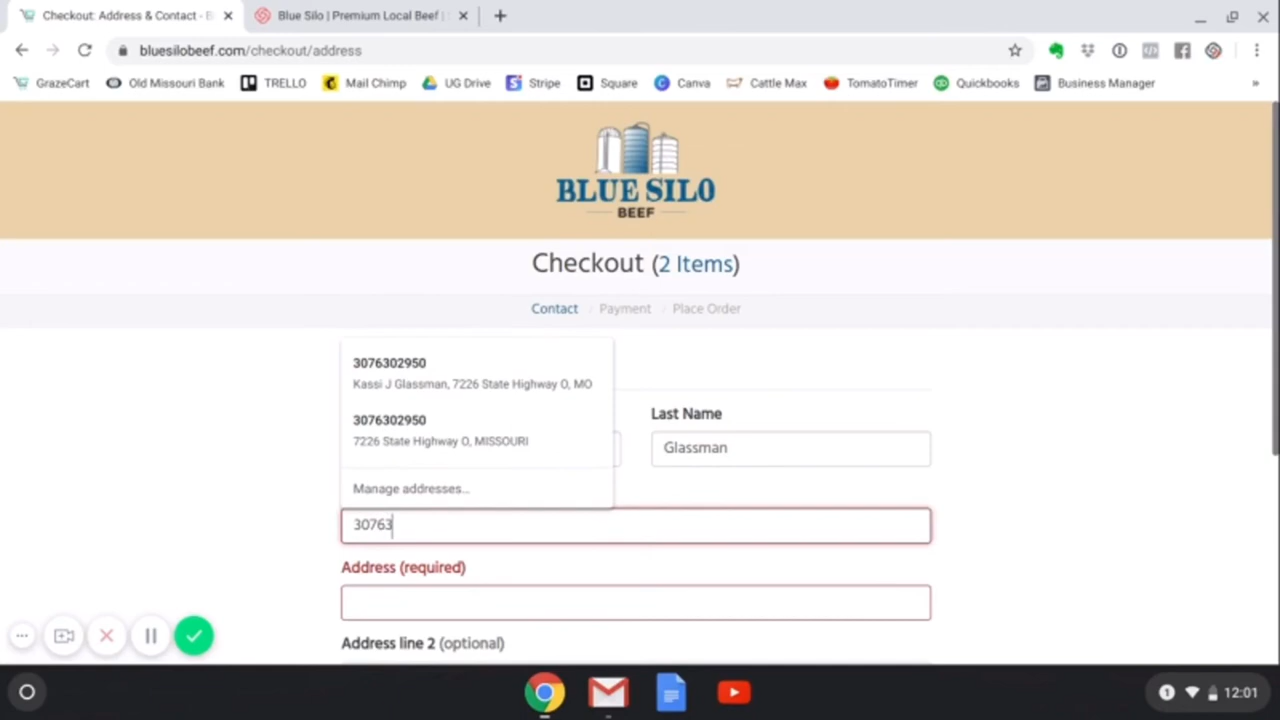 Checkout: Address & Contact - B
Blue Silo | Premium Local Beef |
bluesilobeef.com/checkout/address
GrazeCart
Old Missouri Bank
TRELLO
Mail Chimp
UG Drive
Stripe
Square
Canva
Cattle Max
TomatoTimer
Quickbooks
Business Manager
»
BLUE SILO
BEEF
Checkout (2 Items)
Contact / Payment / Place Order
3076302950
Kassi J Glassman, 7226 State Highway O, MO
3076302950
7226 State Highway O, MISSOURI
Manage addresses...
Last Name
Glassman
30763
Address (required)
Address line 2 (optional)
1
12:01